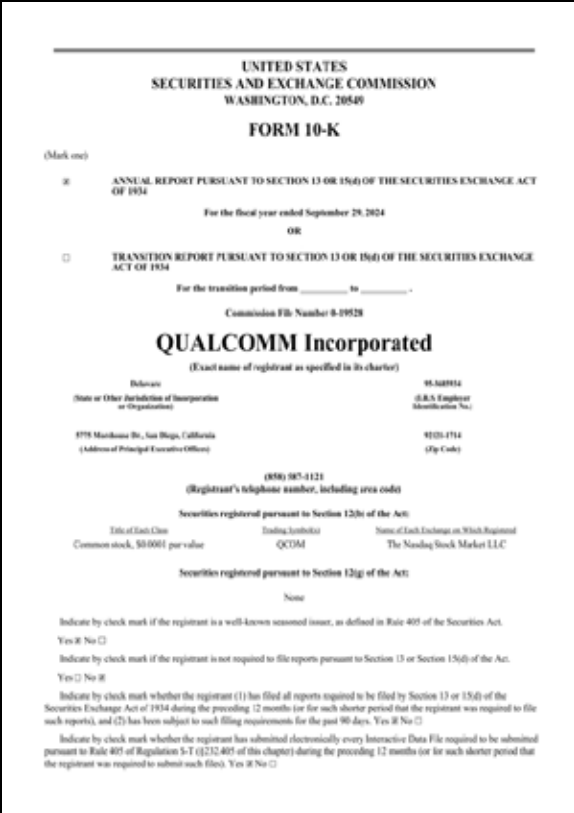 UNITED STATES
SECURITIES AND EXCHANGE COMMISSION
WASHINGTON, D.C. 20549
FORM 10-K
(Mark one)
☒ ANNUAL REPORT PURSUANT TO SECTION 13 OR 15(d) OF THE SECURITIES EXCHANGE ACT
OF 1934
For the fiscal year ended September 29, 2024
OR
☐ TRANSITION REPORT PURSUANT TO SECTION 13 OR 15(d) OF THE SECURITIES EXCHANGE
ACT OF 1934
For the transition period from __________ to __________ .
Commission File Number 0-19528
QUALCOMM Incorporated
(Exact name of registrant as specified in its charter)
Delaware 95-3685934
(State or Other Jurisdiction of Incorporation (I.R.S. Employer
or Organization) Identification No.)
5775 Morehouse Dr., San Diego, California 92121-1714
(Address of Principal Executive Offices) (Zip Code)
(858) 587-1121
(Registrant's telephone number, including area code)
Securities registered pursuant to Section 12(b) of the Act:
Title of Each Class Trading Symbol(s) Name of Each Exchange on Which Registered
Common stock, $0.0001 par value QCOM The Nasdaq Stock Market LLC
Securities registered pursuant to Section 12(g) of the Act:
None
Indicate by check mark if the registrant is a well-known seasoned issuer, as defined in Rule 405 of the Securities Act.
Yes ☒ No ☐
Indicate by check mark if the registrant is not required to file reports pursuant to Section 13 or Section 15(d) of the Act.
Yes ☐ No ☒
Indicate by check mark whether the registrant (1) has filed all reports required to be filed by Section 13 or 15(d) of the
Securities Exchange Act of 1934 during the preceding 12 months (or for such shorter period that the registrant was required to file
such reports), and (2) has been subject to such filing requirements for the past 90 days. Yes ☒ No ☐
Indicate by check mark whether the registrant has submitted electronically every Interactive Data File required to be submitted
pursuant to Rule 405 of Regulation S-T (§232.405 of this chapter) during the preceding 12 months (or for such shorter period that
the registrant was required to submit such files). Yes ☒ No ☐